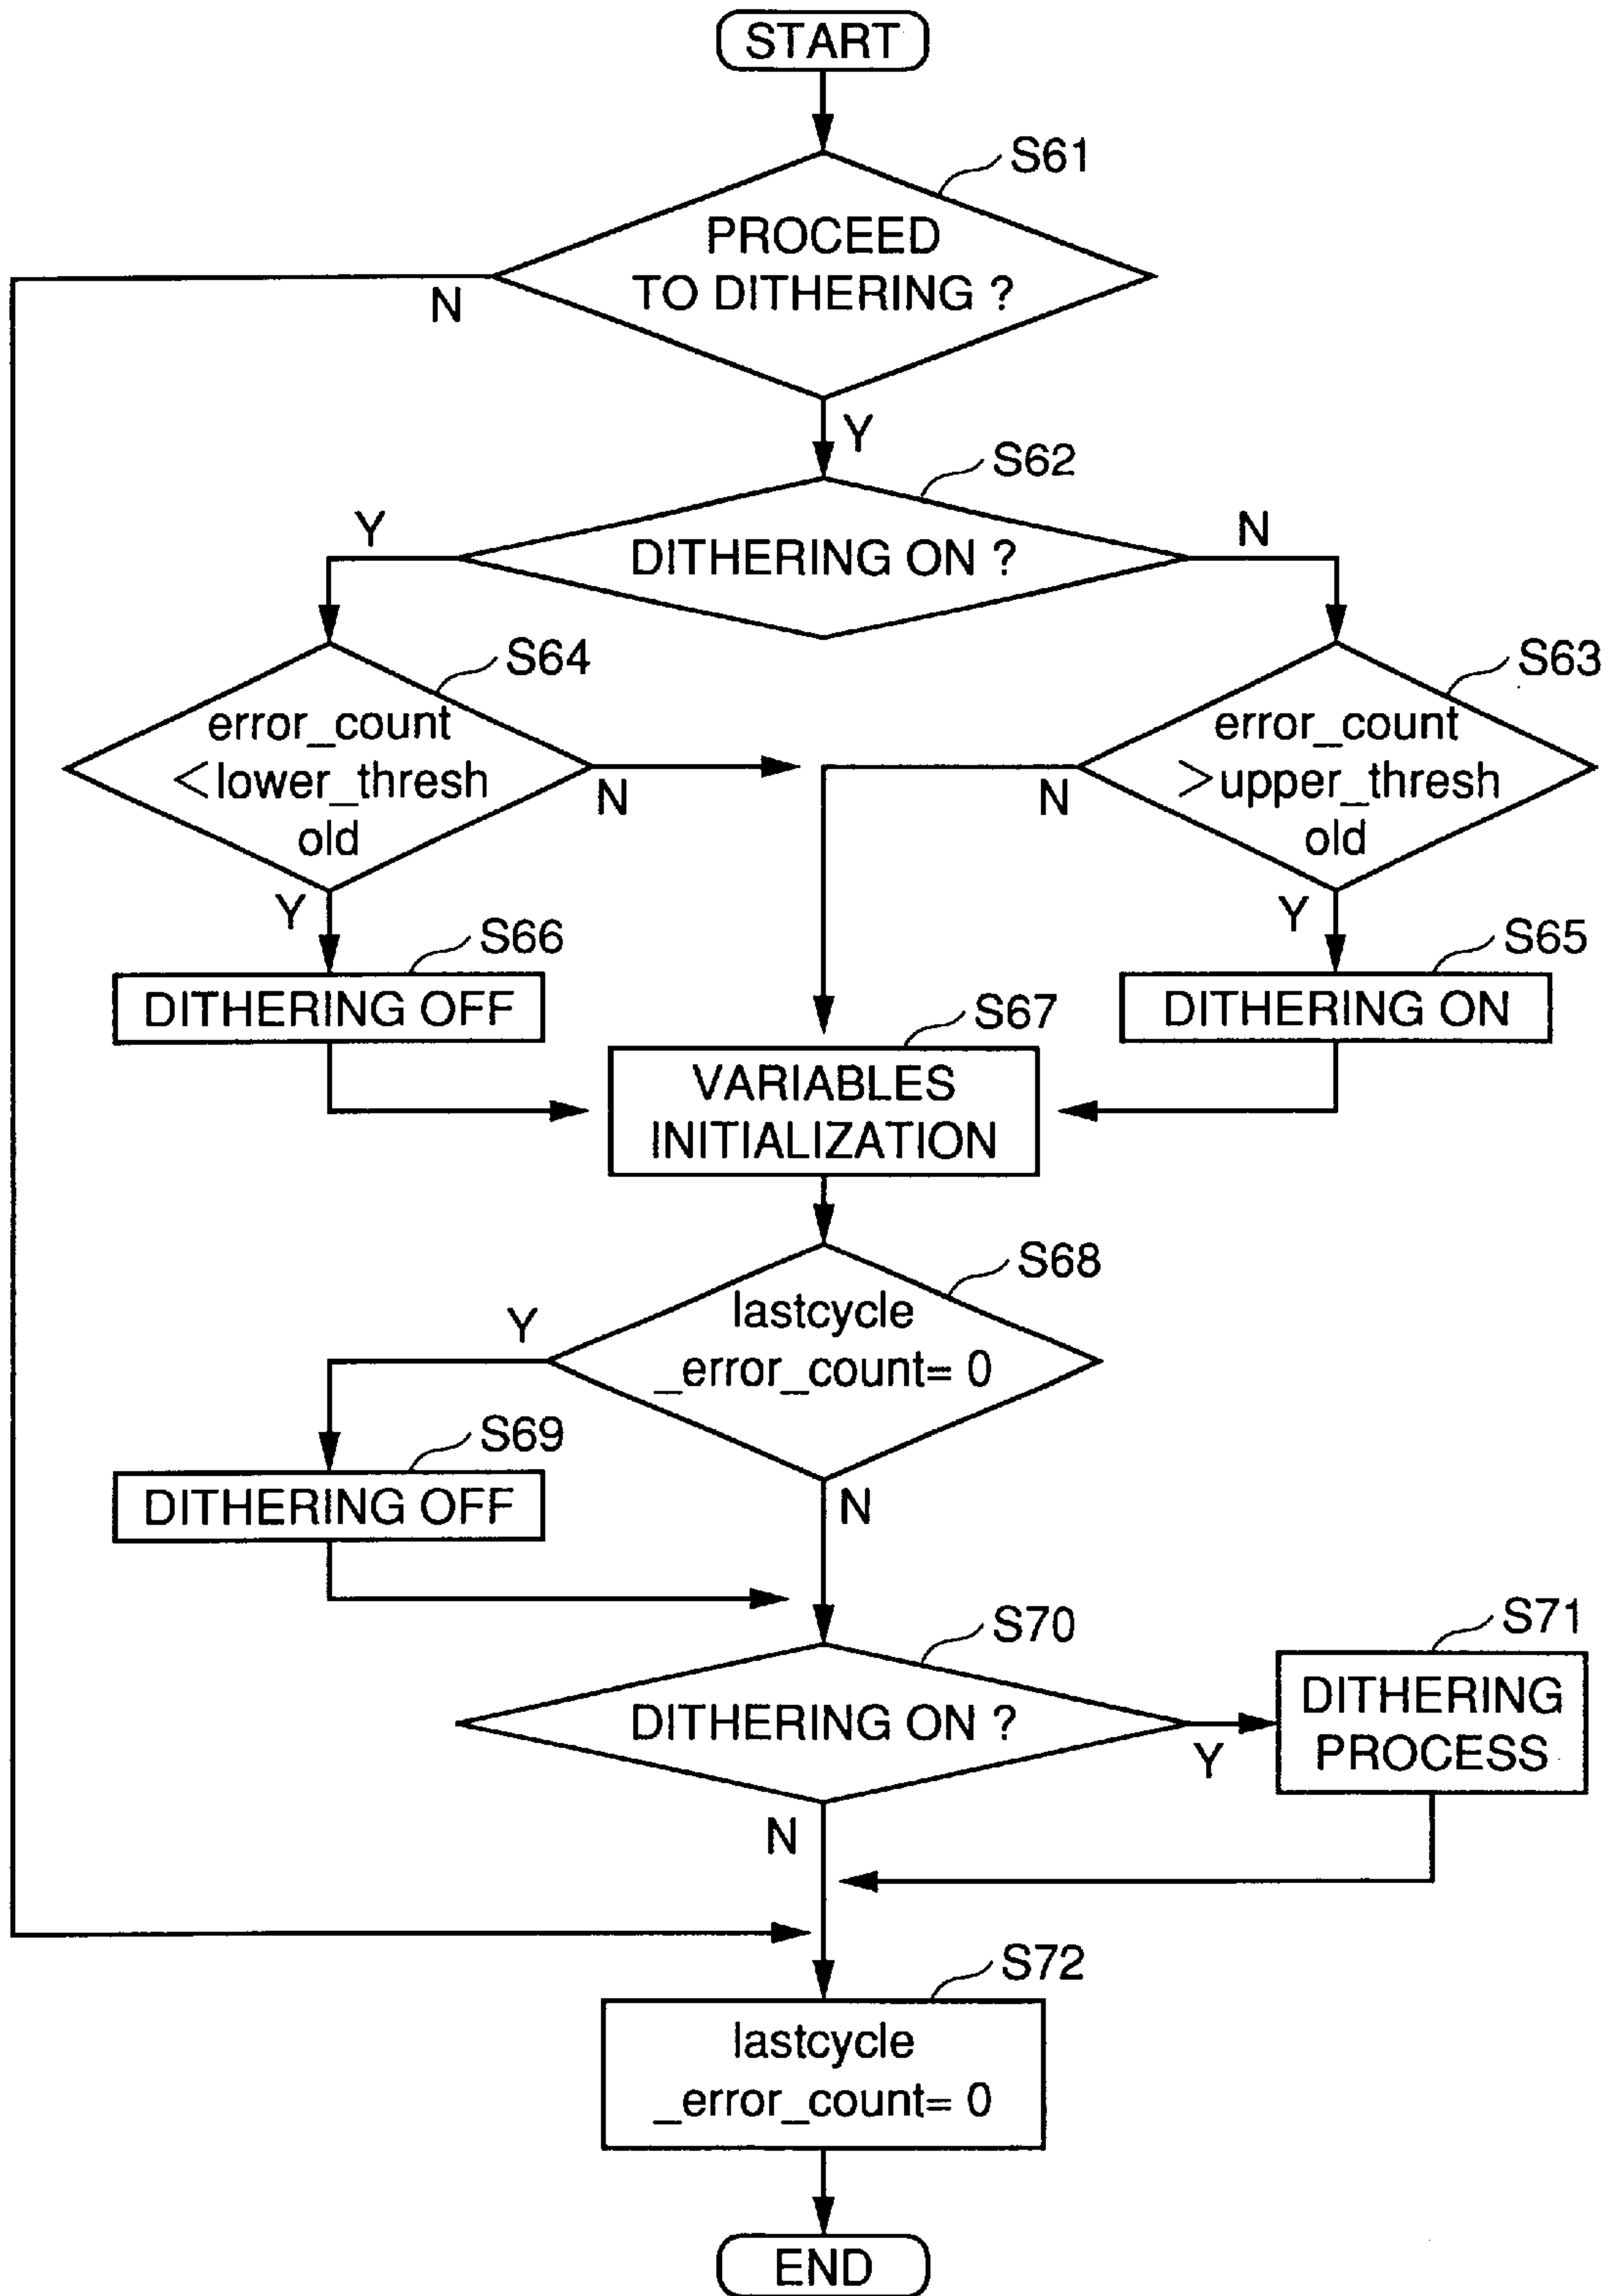 START
S61
PROCEED
TO DITHERING ?
N
Y
S62
Y
DITHERING ON ?
N
S64
S63
error_count
<lower_thresh
old
N
Y
error_count
>upper_thresh
old
N
Y
S66
DITHERING OFF
S65
DITHERING ON
S67
VARIABLES
INITIALIZATION
S68
lastcycle
_error_count= 0
Y
N
S69
DITHERING OFF
S70
DITHERING ON ?
Y
N
S71
DITHERING
PROCESS
S72
lastcycle
_error_count= 0
END